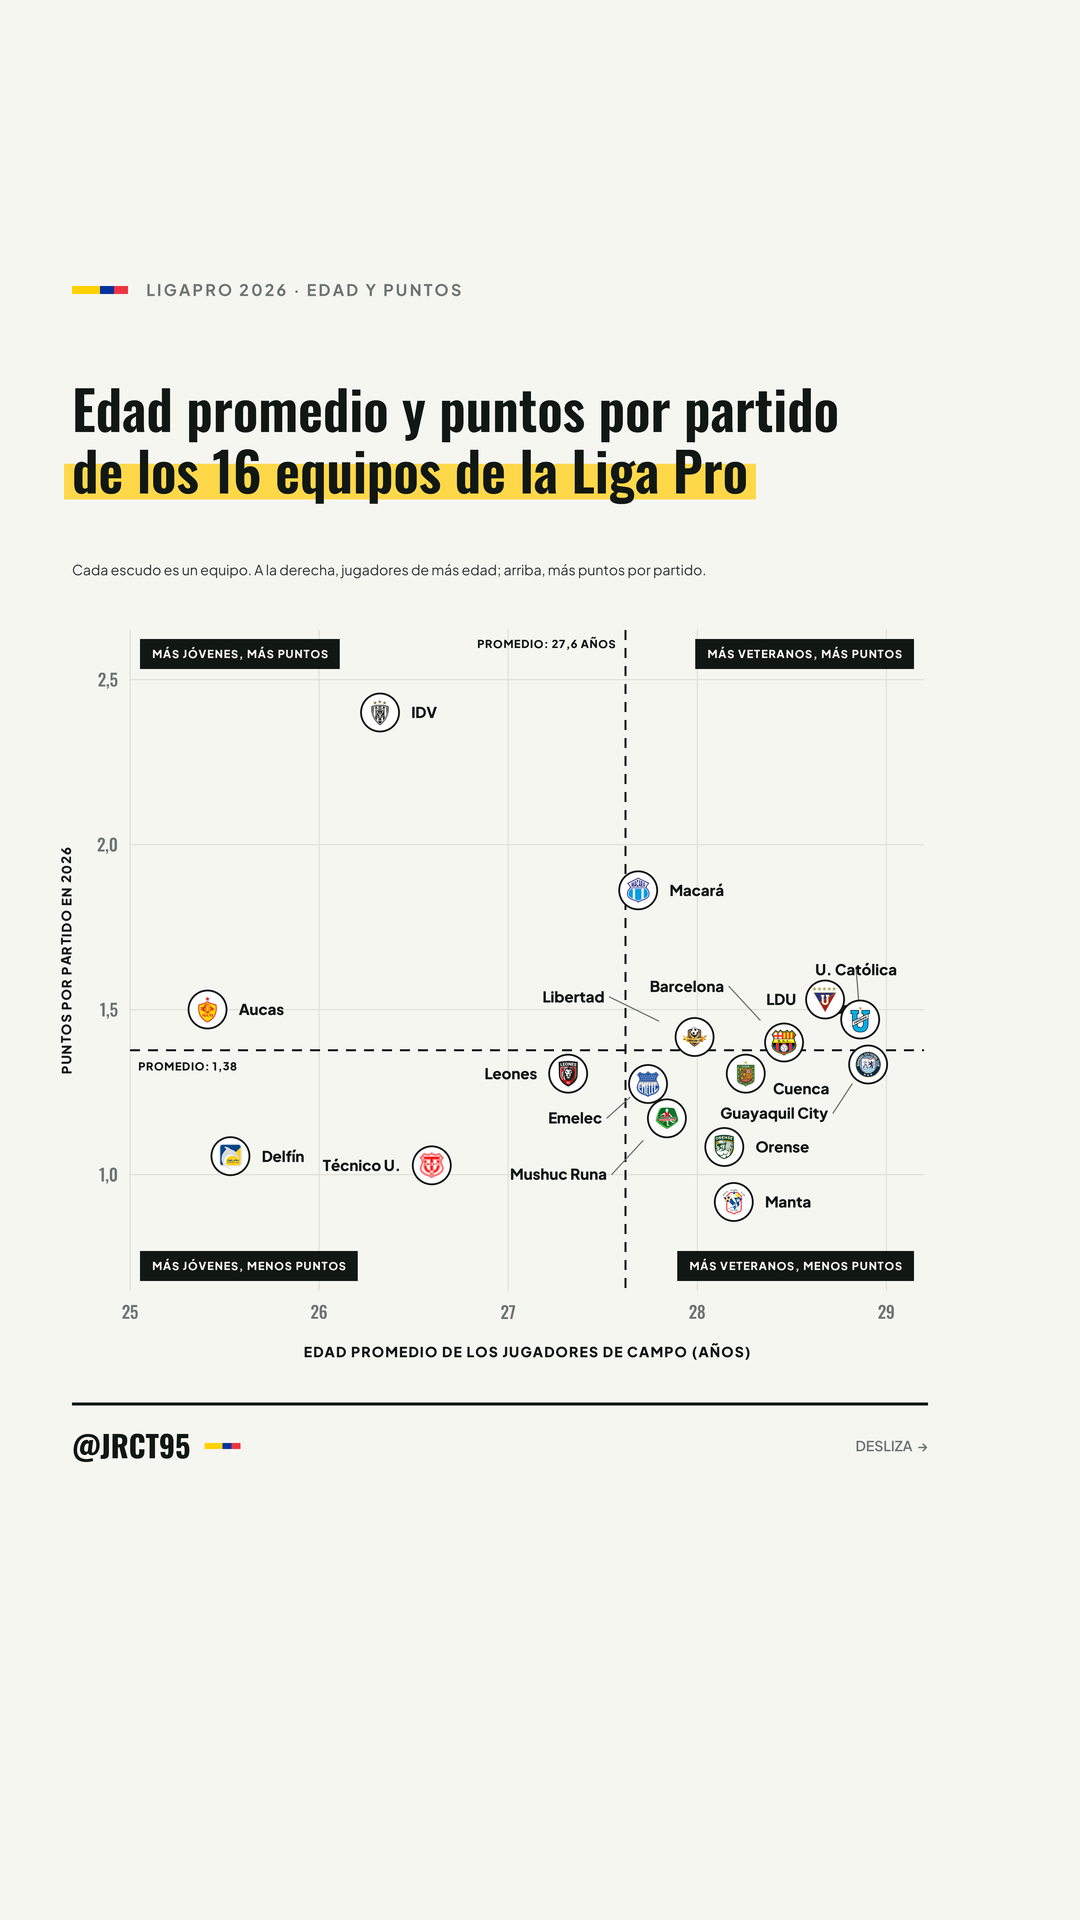 LIGAPRO 2026 · EDAD Y PUNTOS
Edad promedio y puntos por partido
de los 16 equipos de la Liga Pro
Cada escudo es un equipo. A la derecha, jugadores de más edad; arriba, más puntos por partido.
MÁS JÓVENES, MÁS PUNTOS
PROMEDIO: 27,6 AÑOS
MÁS VETERANOS, MÁS PUNTOS
2,5
IDV
2,0
PUNTOS POR PARTIDO EN 2026
Macará
U. Católica
Barcelona
Libertad
LDU
1,5
Aucas
PROMEDIO: 1,38
Leones
Cuenca
Guayaquil City
Emelec
Orense
Delfín
Técnico U.
Mushuc Runa
1,0
Manta
MÁS JÓVENES, MENOS PUNTOS
MÁS VETERANOS, MENOS PUNTOS
25
26
27
28
29
EDAD PROMEDIO DE LOS JUGADORES DE CAMPO (AÑOS)
@JRCT95
DESLIZA →